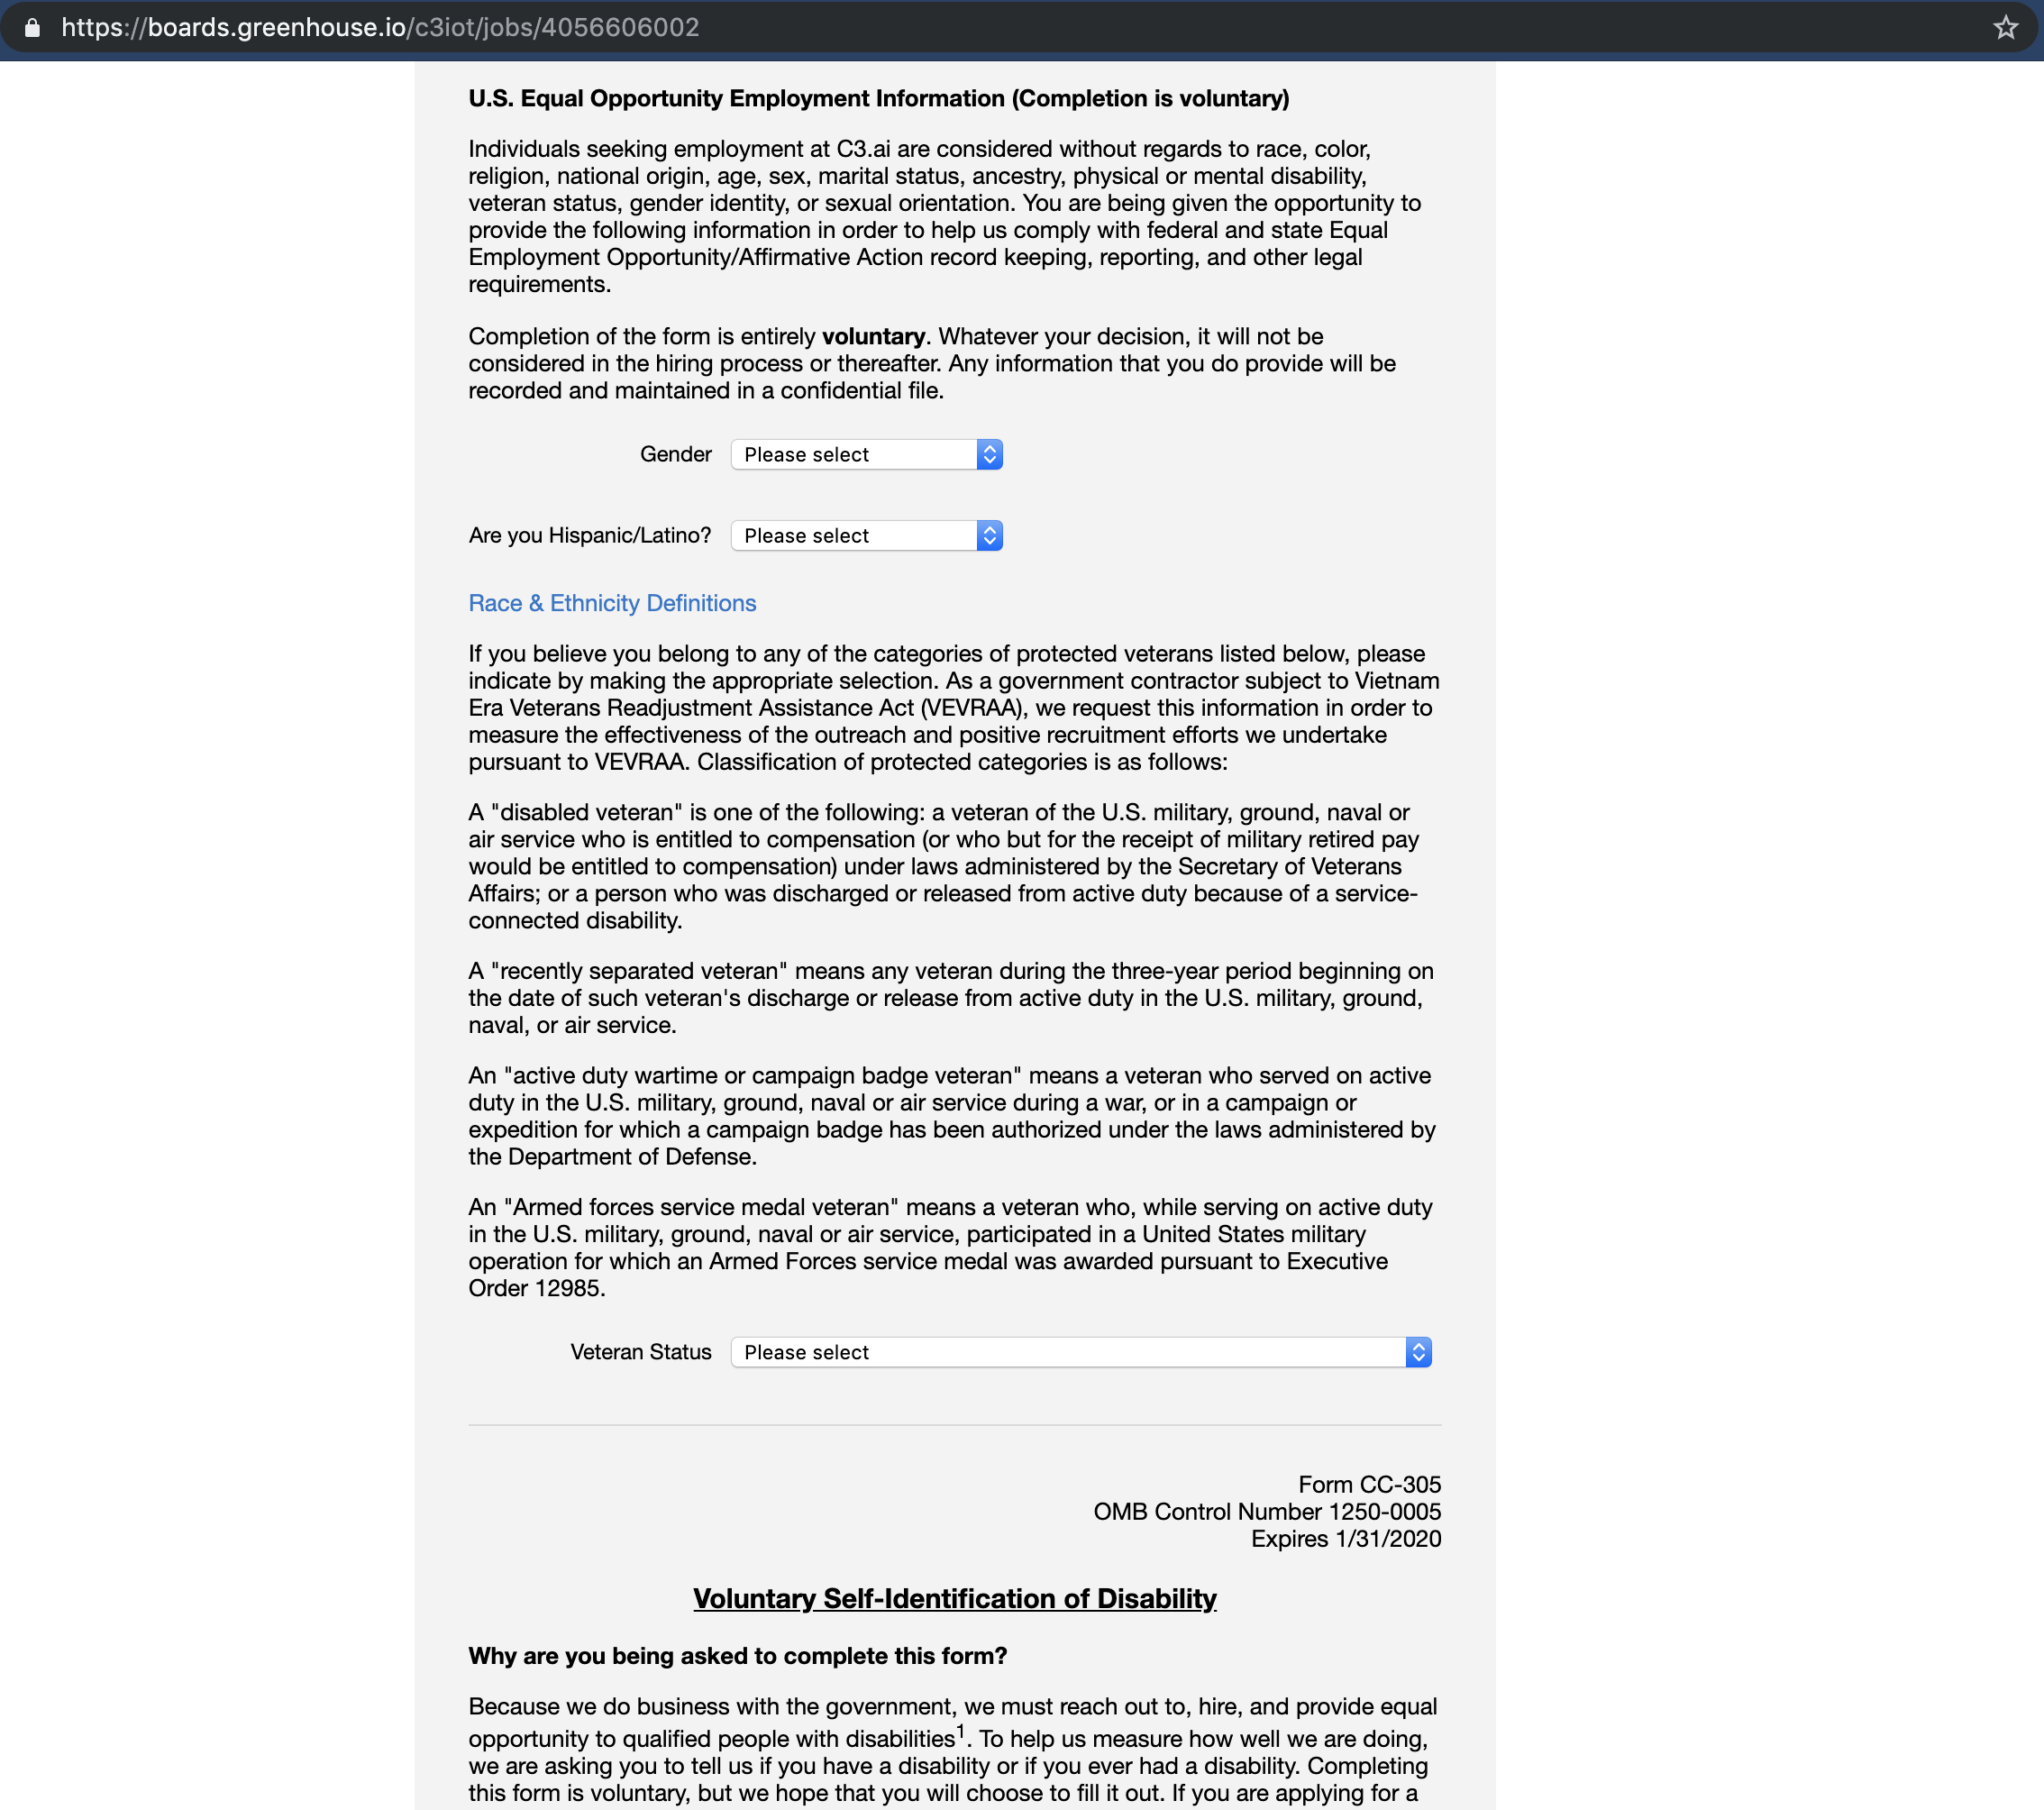 https://boards.greenhouse.io/c3iot/jobs/4056606002
U.S. Equal Opportunity Employment Information (Completion is voluntary)
Individuals seeking employment at C3.ai are considered without regards to race, color,
religion, national origin, age, sex, marital status, ancestry, physical or mental disability,
veteran status, gender identity, or sexual orientation. You are being given the opportunity to
provide the following information in order to help us comply with federal and state Equal
Employment Opportunity/Affirmative Action record keeping, reporting, and other legal
requirements.
Completion of the form is entirely voluntary. Whatever your decision, it will not be
considered in the hiring process or thereafter. Any information that you do provide will be
recorded and maintained in a confidential file.
Gender Please select
Are you Hispanic/Latino? Please select
Race & Ethnicity Definitions
If you believe you belong to any of the categories of protected veterans listed below, please
indicate by making the appropriate selection. As a government contractor subject to Vietnam
Era Veterans Readjustment Assistance Act (VEVRAA), we request this information in order to
measure the effectiveness of the outreach and positive recruitment efforts we undertake
pursuant to VEVRAA. Classification of protected categories is as follows:
A "disabled veteran" is one of the following: a veteran of the U.S. military, ground, naval or
air service who is entitled to compensation (or who but for the receipt of military retired pay
would be entitled to compensation) under laws administered by the Secretary of Veterans
Affairs; or a person who was discharged or released from active duty because of a service-
connected disability.
A "recently separated veteran" means any veteran during the three-year period beginning on
the date of such veteran's discharge or release from active duty in the U.S. military, ground,
naval, or air service.
An "active duty wartime or campaign badge veteran" means a veteran who served on active
duty in the U.S. military, ground, naval or air service during a war, or in a campaign or
expedition for which a campaign badge has been authorized under the laws administered by
the Department of Defense.
An "Armed forces service medal veteran" means a veteran who, while serving on active duty
in the U.S. military, ground, naval or air service, participated in a United States military
operation for which an Armed Forces service medal was awarded pursuant to Executive
Order 12985.
Veteran Status Please select
Form CC-305
OMB Control Number 1250-0005
Expires 1/31/2020
Voluntary Self-Identification of Disability
Why are you being asked to complete this form?
Because we do business with the government, we must reach out to, hire, and provide equal
opportunity to qualified people with disabilities1. To help us measure how well we are doing,
we are asking you to tell us if you have a disability or if you ever had a disability. Completing
this form is voluntary, but we hope that you will choose to fill it out. If you are applying for a